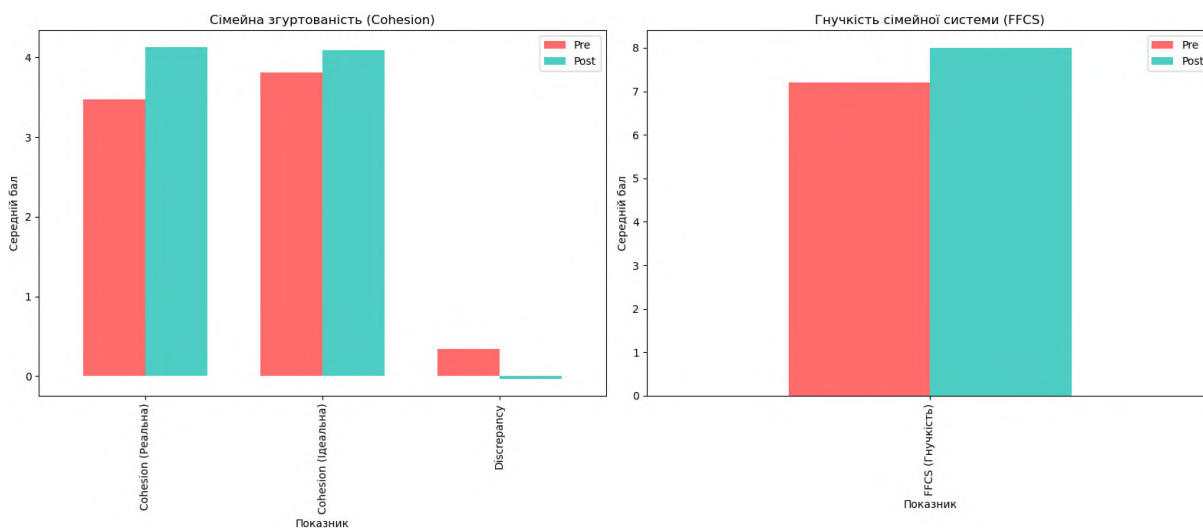 Сімейна згуртованість (Cohesion)
Pre
Post
4
3
2
1
0
Середній бал
Cohesion (Реальна)
Cohesion (Ідеальна)
Discrepancy
Показник
Гнучкість сімейної системи (FFCS)
Pre
Post
8
7
6
5
4
3
2
1
0
Середній бал
FFCS (Гнучкість)
Показник